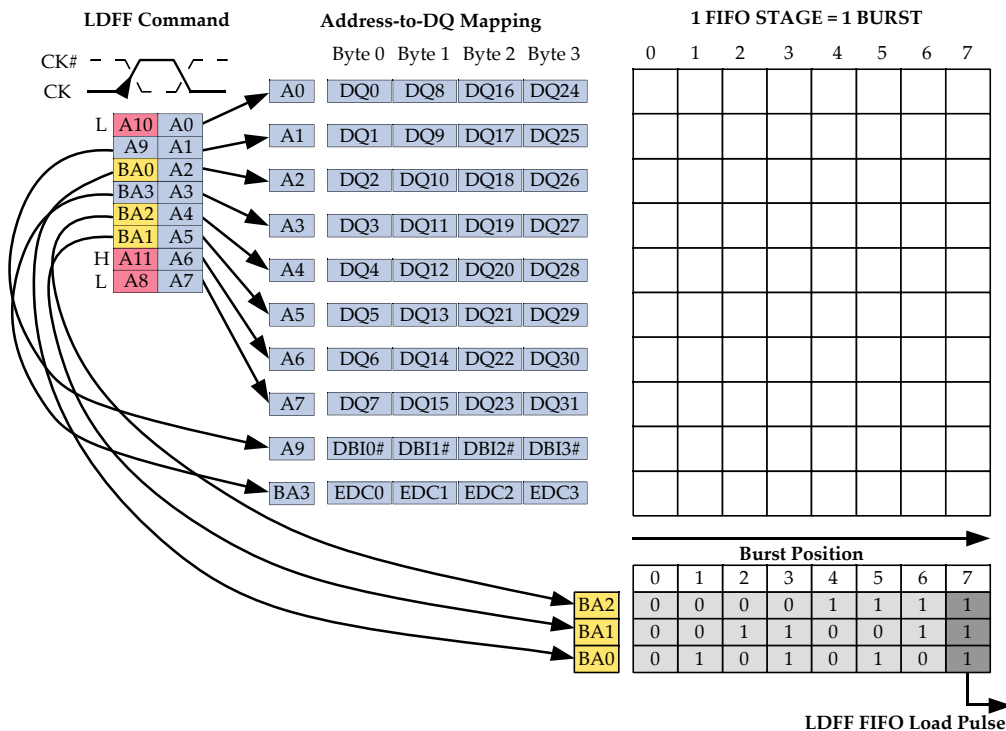 LDFF Command
Address-to-DQ Mapping
1 FIFO STAGE = 1 BURST
Byte 0 Byte 1 Byte 2 Byte 3
0 1 2 3 4 5 6 7
CK#
CK
L A10 A0
A9 A1
BA0 A2
BA3 A3
BA2 A4
BA1 A5
H A11 A6
L A8 A7
A0 DQ0 DQ8 DQ16 DQ24
A1 DQ1 DQ9 DQ17 DQ25
A2 DQ2 DQ10 DQ18 DQ26
A3 DQ3 DQ11 DQ19 DQ27
A4 DQ4 DQ12 DQ20 DQ28
A5 DQ5 DQ13 DQ21 DQ29
A6 DQ6 DQ14 DQ22 DQ30
A7 DQ7 DQ15 DQ23 DQ31
A9 DBI0# DBI1# DBI2# DBI3#
BA3 EDC0 EDC1 EDC2 EDC3
Burst Position
0 1 2 3 4 5 6 7
BA2 0 0 0 0 1 1 1 1
BA1 0 0 1 1 0 0 1 1
BA0 0 1 0 1 0 1 0 1
LDFF FIFO Load Pulse